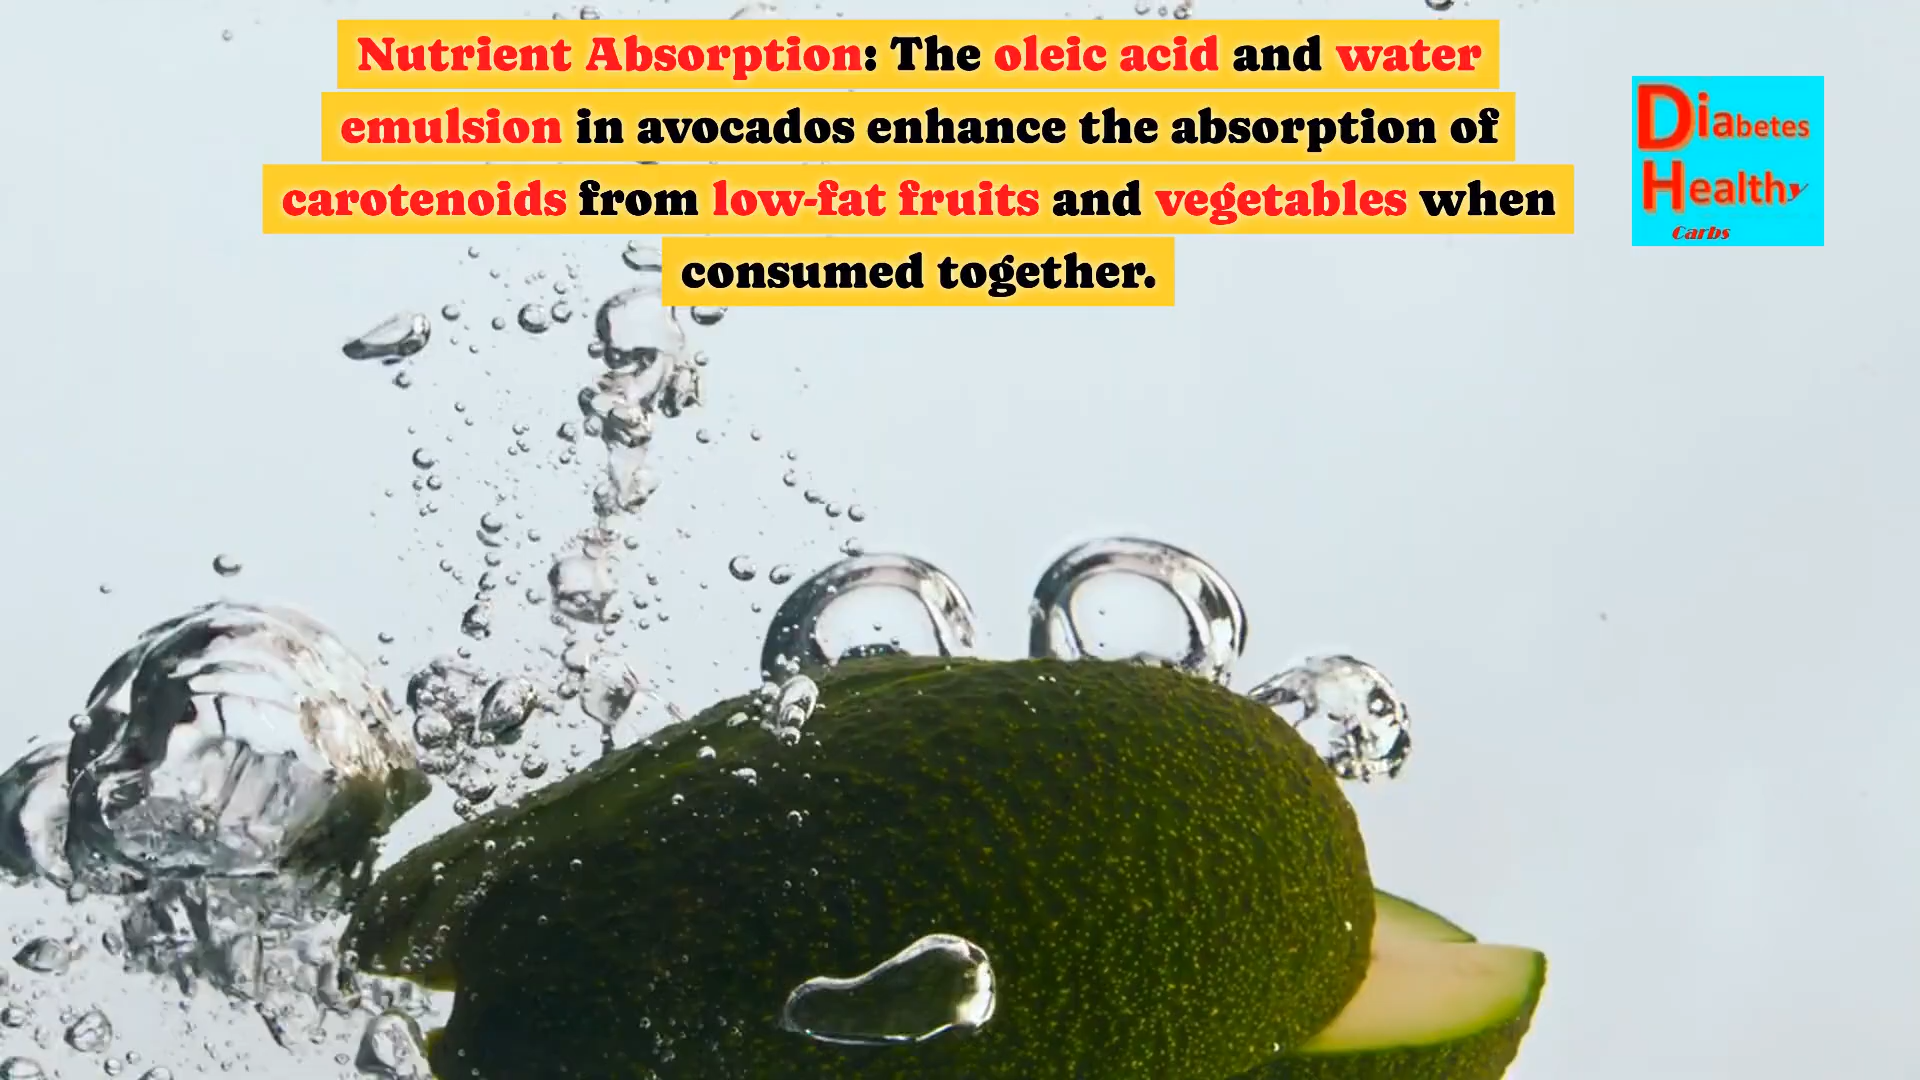 Nutrient Absorption: The oleic acid and water
emulsion in avocados enhance the absorption of
carotenoids from low-fat fruits and vegetables when
consumed together.
Diabetes
Healthy
Carbs